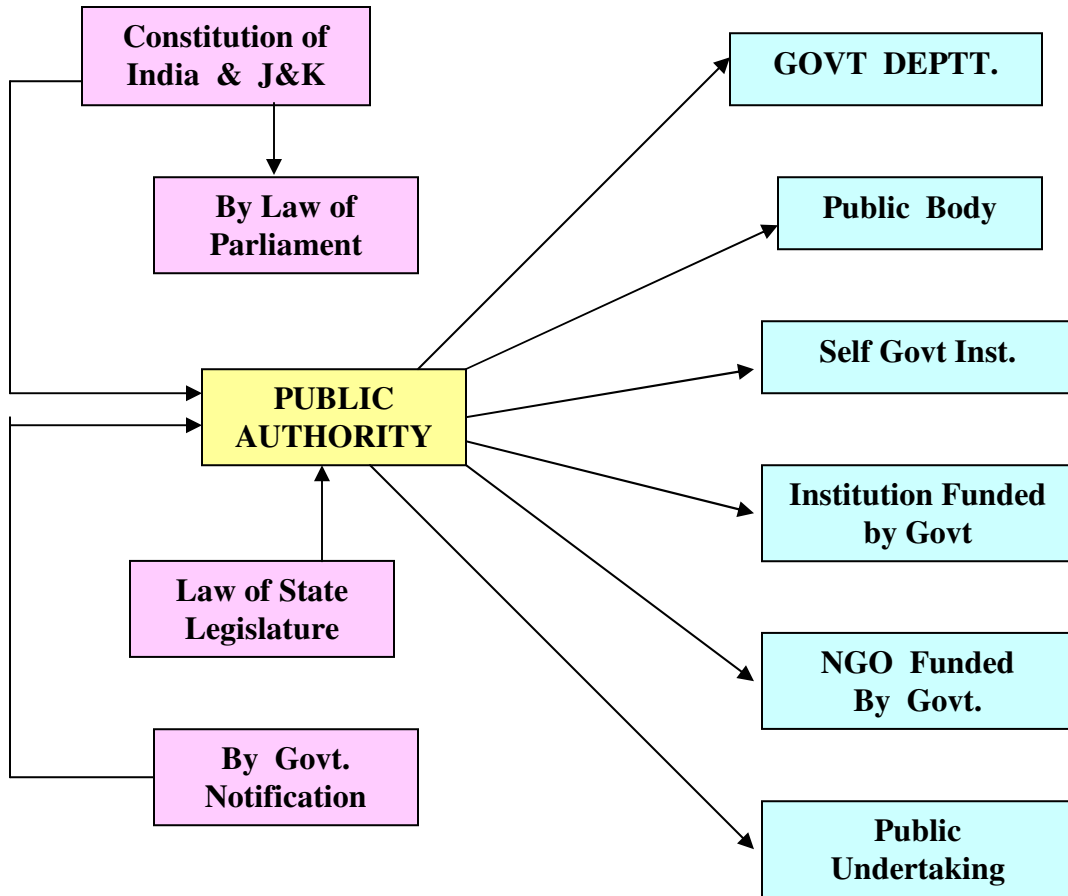 Constitution of
India & J&K
By Law of
Parliament
PUBLIC
AUTHORITY
Law of State
Legislature
By Govt.
Notification
GOVT DEPTT.
Public Body
Self Govt Inst.
Institution Funded
by Govt
NGO Funded
By Govt.
Public
Undertaking